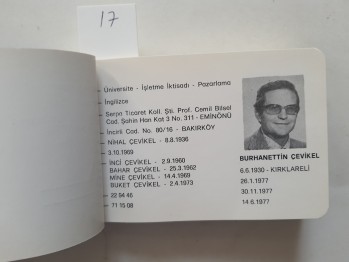 17
— Üniversite - İşletme İktisadı - Pazarlama
— İngilizce
— Serpo Ticaret Koll. Şti. Prof. Cemil Bilsel
Cad. Şahin Han Kat 3 No. 311 - EMİNÖNÜ
— İncirli Cad. No. 80/16 - BAKIRKÖY
— NİHAL ÇEVİKEL - 8.8.1936
— 3.10.1969
— İNCİ ÇEVİKEL - 2.9.1960
BAHAR ÇEVİKEL - 25.3.1962
MİNE ÇEVİKEL - 14.4.1969
BUKET ÇEVİKEL - 2.4.1973
— 22 94 46
— 71 15 08
BURHANETTİN ÇEVİKEL
6.6.1930 - KIRKLARELİ
26.1.1977
30.11.1977
14.6.1977